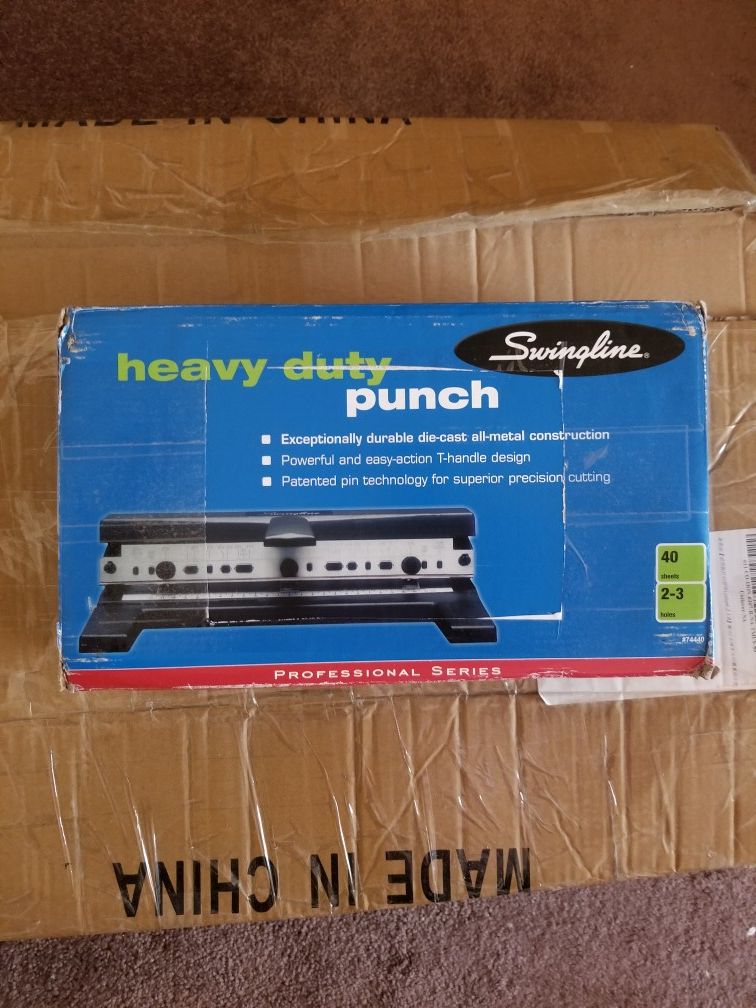 MADE IN CHINA
Swingline®
heavy duty
punch
Exceptionally durable die-cast all-metal construction
Powerful and easy-action T-handle design
Patented pin technology for superior precision cutting
40
sheets
2-3
holes
#74440
PROFESSIONAL SERIES
MADE IN CHINA